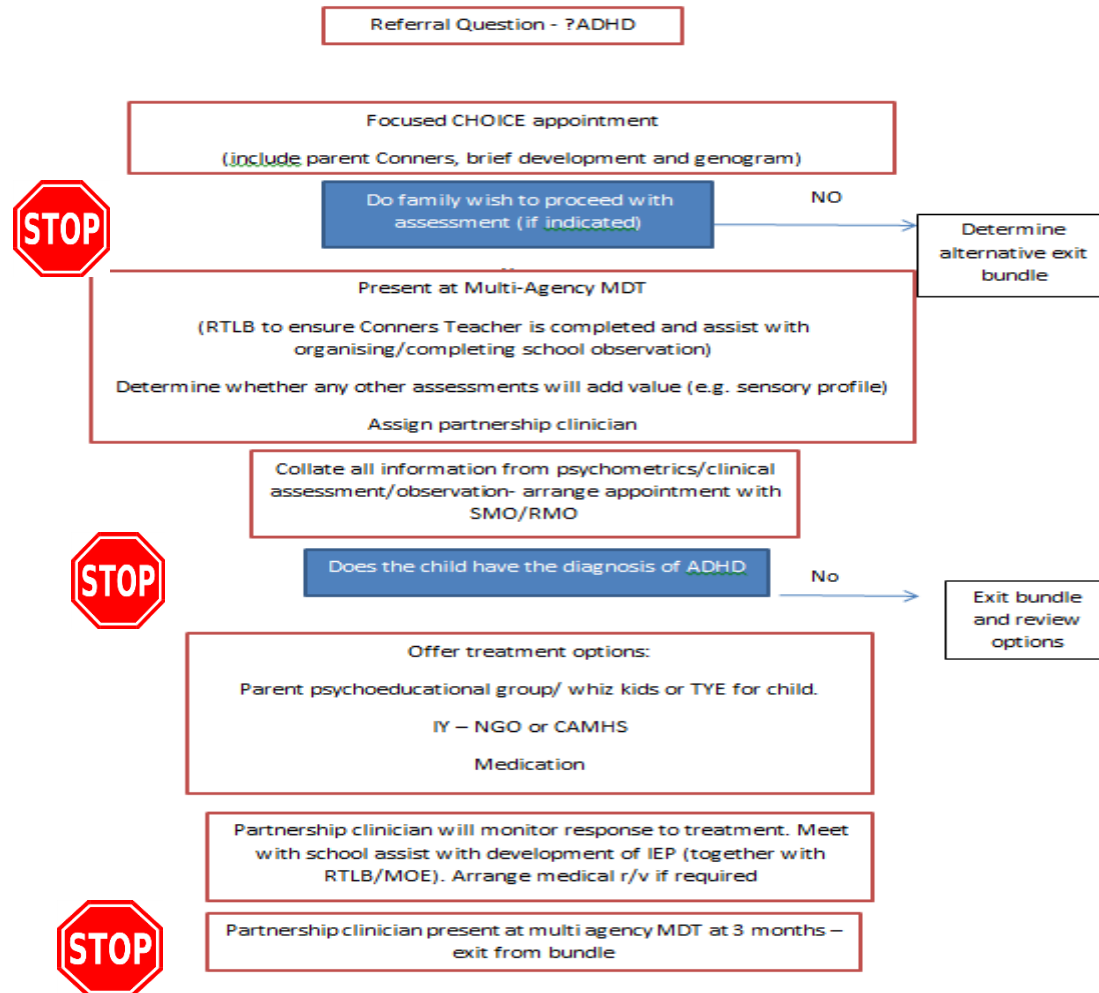 Referral Question - ?ADHD
Focused CHOICE appointment
(include parent Conners, brief development and genogram)
STOP
Do family wish to proceed with
assessment (if indicated)
NO
Determine
alternative exit
bundle
Present at Multi-Agency MDT
(RTLB to ensure Conners Teacher is completed and assist with
organising/completing school observation)
Determine whether any other assessments will add value (e.g. sensory profile)
Assign partnership clinician
Collate all information from psychometrics/clinical
assessment/observation- arrange appointment with
SMO/RMO
STOP
Does the child have the diagnosis of ADHD
No
Exit bundle
and review
options
Offer treatment options:
Parent psychoeducational group/ whiz kids or TYE for child.
IY – NGO or CAMHS
Medication
Partnership clinician will monitor response to treatment. Meet
with school assist with development of IEP (together with
RTLB/MOE). Arrange medical r/v if required
STOP
Partnership clinician present at multi agency MDT at 3 months –
exit from bundle